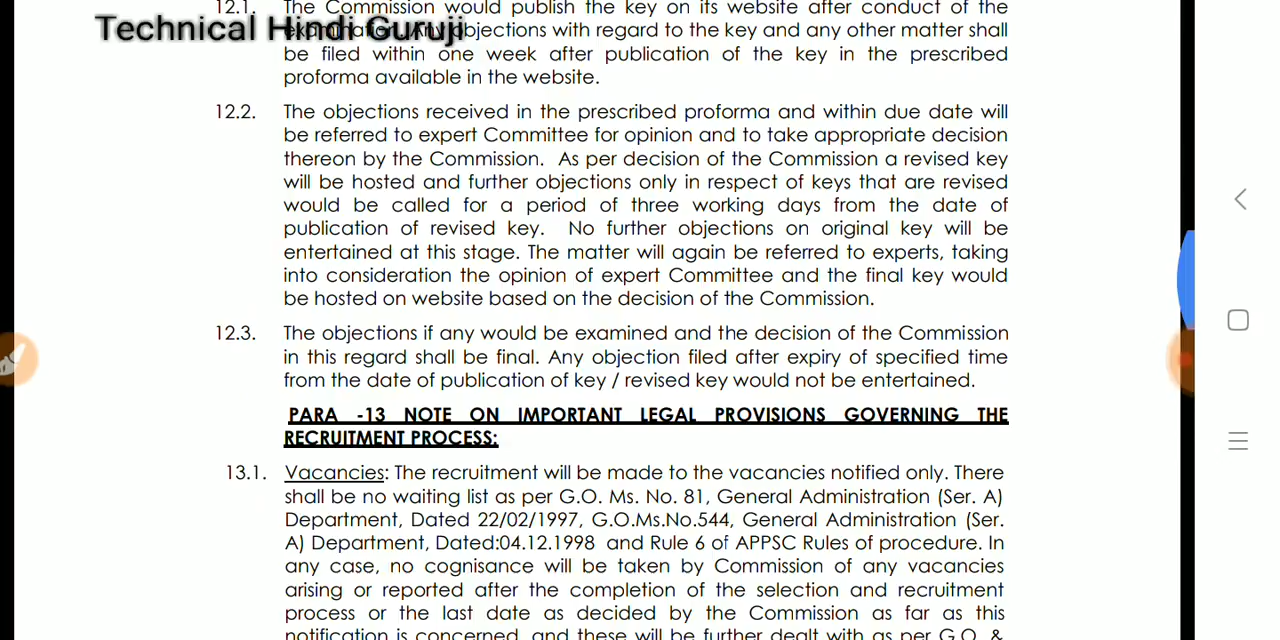 12.1. The Commission would publish the key on its website after conduct of the
Technical Hindi Guruji
examination. Any objections with regard to the key and any other matter shall
be filed within one week after publication of the key in the prescribed
proforma available in the website.
12.2. The objections received in the prescribed proforma and within due date will
be referred to expert Committee for opinion and to take appropriate decision
thereon by the Commission. As per decision of the Commission a revised key
will be hosted and further objections only in respect of keys that are revised
would be called for a period of three working days from the date of
publication of revised key. No further objections on original key will be
entertained at this stage. The matter will again be referred to experts, taking
into consideration the opinion of expert Committee and the final key would
be hosted on website based on the decision of the Commission.
12.3. The objections if any would be examined and the decision of the Commission
in this regard shall be final. Any objection filed after expiry of specified time
from the date of publication of key / revised key would not be entertained.
PARA -13 NOTE ON IMPORTANT LEGAL PROVISIONS GOVERNING THE
RECRUITMENT PROCESS:
13.1. Vacancies: The recruitment will be made to the vacancies notified only. There
shall be no waiting list as per G.O. Ms. No. 81, General Administration (Ser. A)
Department, Dated 22/02/1997, G.O.Ms.No.544, General Administration (Ser.
A) Department, Dated:04.12.1998 and Rule 6 of APPSC Rules of procedure. In
any case, no cognisance will be taken by Commission of any vacancies
arising or reported after the completion of the selection and recruitment
process or the last date as decided by the Commission as far as this
notification is concerned, and these will be further dealt with as per G.O. &